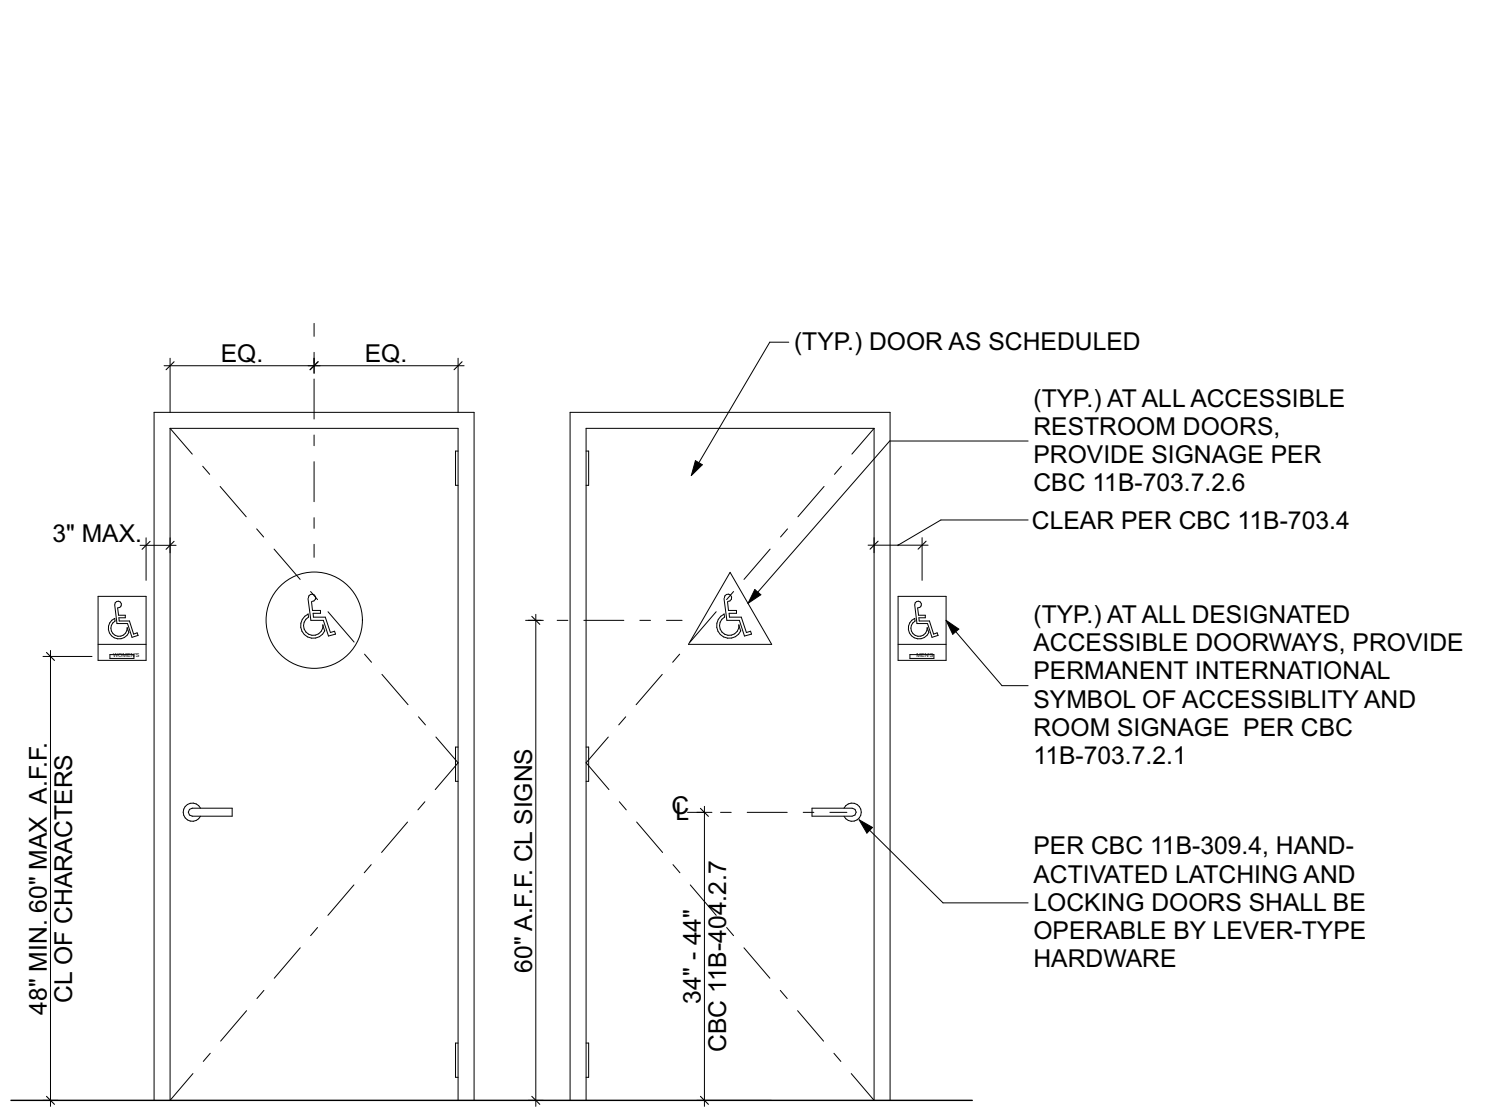 EQ. EQ.
(TYP.) DOOR AS SCHEDULED
(TYP.) AT ALL ACCESSIBLE
RESTROOM DOORS,
PROVIDE SIGNAGE PER
CBC 11B-703.7.2.6
CLEAR PER CBC 11B-703.4
3" MAX.
(TYP.) AT ALL DESIGNATED
ACCESSIBLE DOORWAYS, PROVIDE
PERMANENT INTERNATIONAL
SYMBOL OF ACCESSIBLITY AND
ROOM SIGNAGE PER CBC
11B-703.7.2.1
WOMEN'S
MEN'S
48" MIN. 60" MAX A.F.F.
CL OF CHARACTERS
60" A.F.F. CL SIGNS
CL
34" - 44"
CBC 11B-404.2.7
PER CBC 11B-309.4, HAND-
ACTIVATED LATCHING AND
LOCKING DOORS SHALL BE
OPERABLE BY LEVER-TYPE
HARDWARE